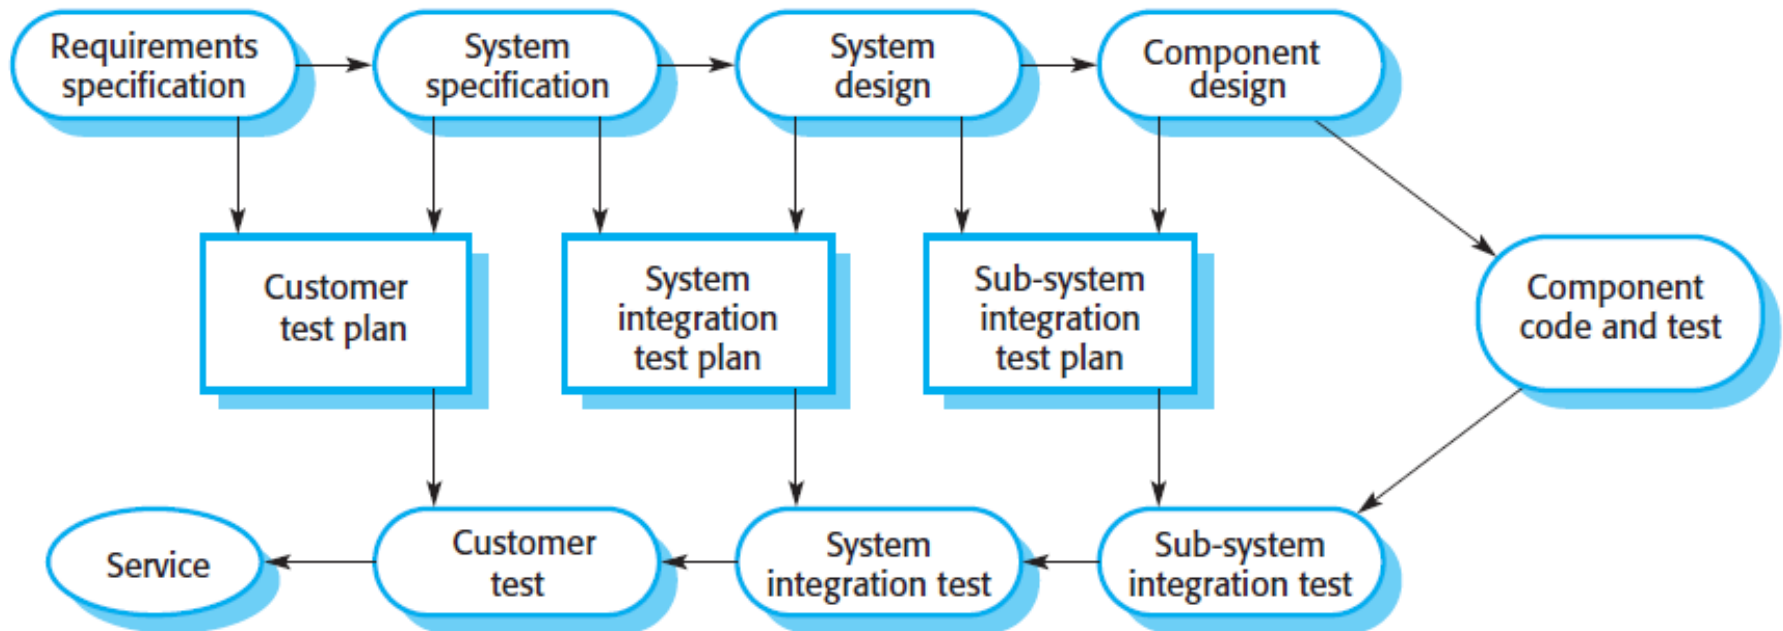 Requirements
specification
System
specification
System
design
Component
design
Customer
test plan
System
integration
test plan
Sub-system
integration
test plan
Component
code and test
Service
Customer
test
System
integration test
Sub-system
integration test